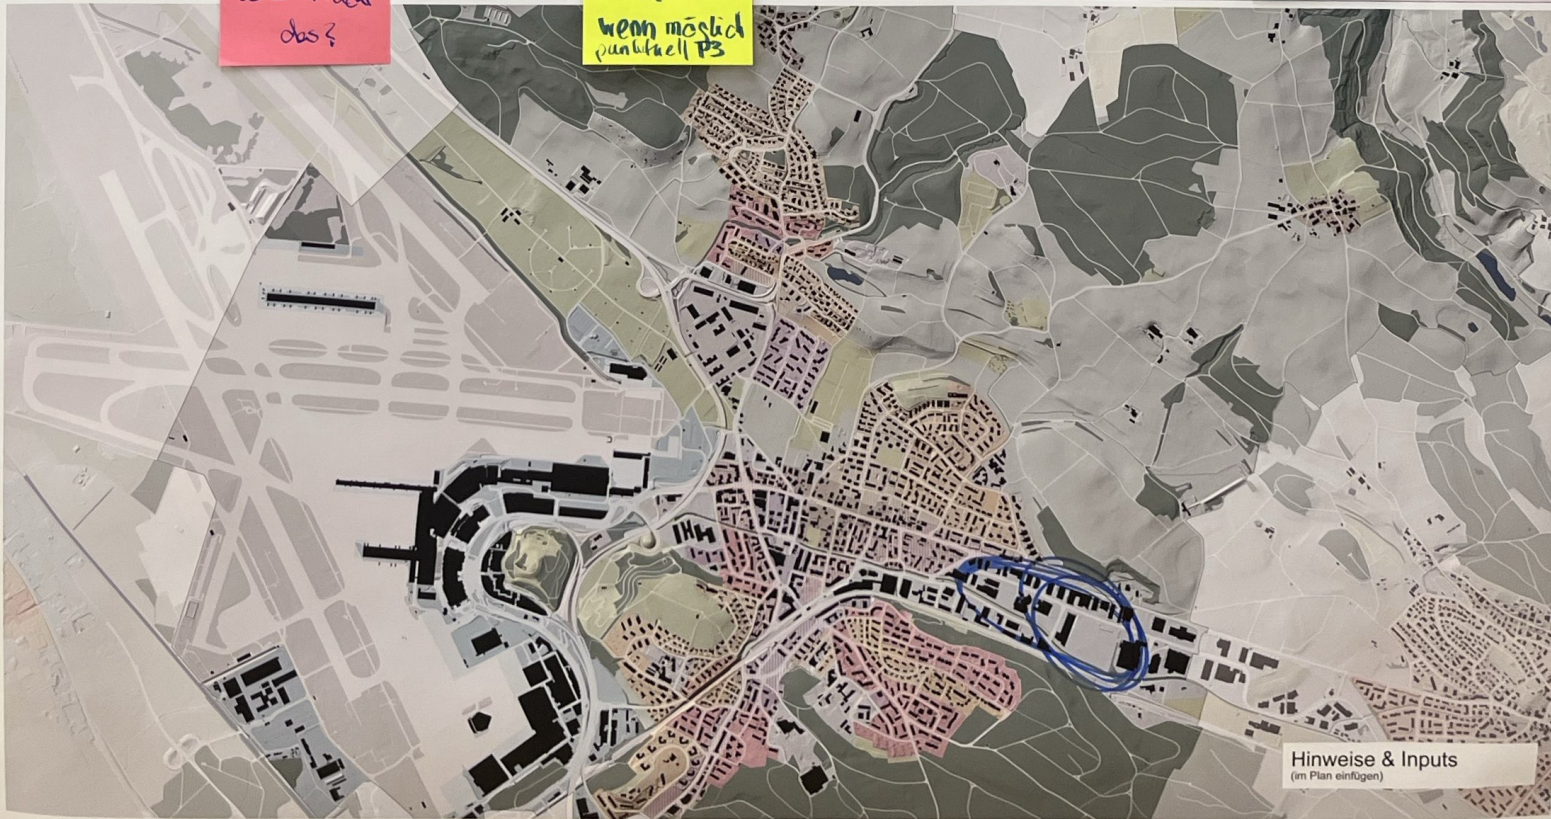 das?
wenn möglich
punktuell P3
Hinweise & Inputs
(im Plan einfügen)